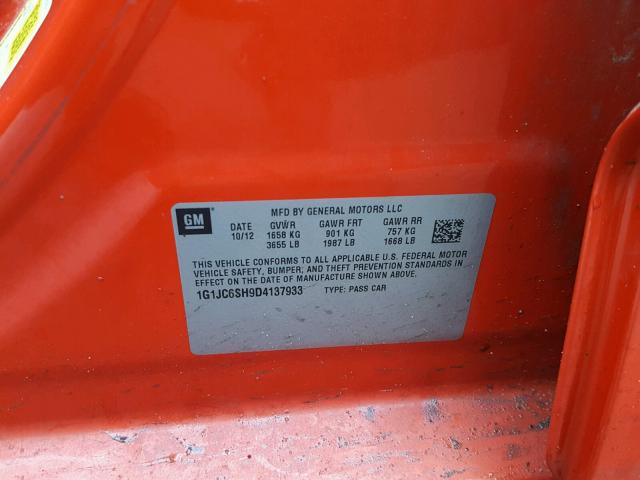 GM
MFD BY GENERAL MOTORS LLC
DATE GVWR GAWR FRT GAWR RR
10/12 1658 KG 901 KG 757 KG
3655 LB 1987 LB 1668 LB
THIS VEHICLE CONFORMS TO ALL APPLICABLE U.S. FEDERAL MOTOR
VEHICLE SAFETY, BUMPER, AND THEFT PREVENTION STANDARDS IN
EFFECT ON THE DATE OF MANUFACTURE SHOWN ABOVE.
1G1JC6SH9D4137933 TYPE: PASS CAR